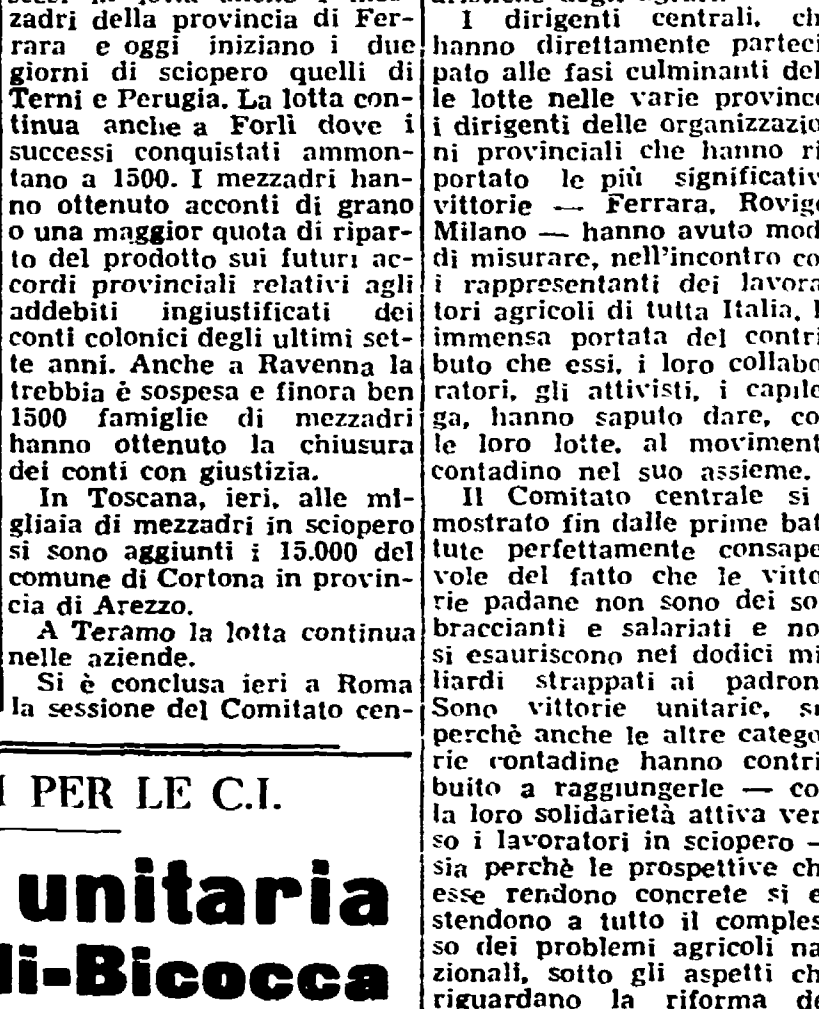 zadri della provincia di Fer-
rara e oggi iniziano i due
giorni di sciopero quelli di
Terni e Perugia. La lotta con-
tinua anche a Forlì dove i
successi conquistati ammon-
tano a 1500. I mezzadri han-
no ottenuto acconti di grano
o una maggior quota di ripar-
to del prodotto sui futuri ac-
cordi provinciali relativi agli
addebiti ingiustificati dei
conti colonici degli ultimi set-
te anni. Anche a Ravenna la
trebbia è sospesa e finora ben
1500 famiglie di mezzadri
hanno ottenuto la chiusura
dei conti con giustizia.
In Toscana, ieri, alle mi-
gliaia di mezzadri in sciopero
si sono aggiunti i 15.000 del
comune di Cortona in provin-
cia di Arezzo.
A Teramo la lotta continua
nelle aziende.
Si è conclusa ieri a Roma
la sessione del Comitato cen-
I PER LE C.I.
unitaria
li-Bicocca
I dirigenti centrali, ch
hanno direttamente parteci
pato alle fasi culminanti del
le lotte nelle varie province
i dirigenti delle organizzazio
ni provinciali che hanno ri
portato le più significativ
vittorie — Ferrara, Rovigo
Milano — hanno avuto mod
di misurare, nell'incontro co
i rappresentanti dei lavora
tori agricoli di tutta Italia, l
immensa portata del contri
buto che essi, i loro collabo
ratori, gli attivisti, i capile
ga, hanno saputo dare, co
le loro lotte, al moviment
contadino nel suo assieme.
Il Comitato centrale si
mostrato fin dalle prime bat
tute perfettamente consape
vole del fatto che le vitto
rie padane non sono dei so
braccianti e salariati e no
si esauriscono nei dodici mi
liardi strappati ai padron
Sono vittorie unitarie, si
perchè anche le altre catego
rie contadine hanno contri
buito a raggiungerle — co
la loro solidarietà attiva ver
so i lavoratori in sciopero —
sia perchè le prospettive ch
esse rendono concrete si e
stendono a tutto il comples
so dei problemi agricoli na
zionali, sotto gli aspetti ch
riguardano la riforma de